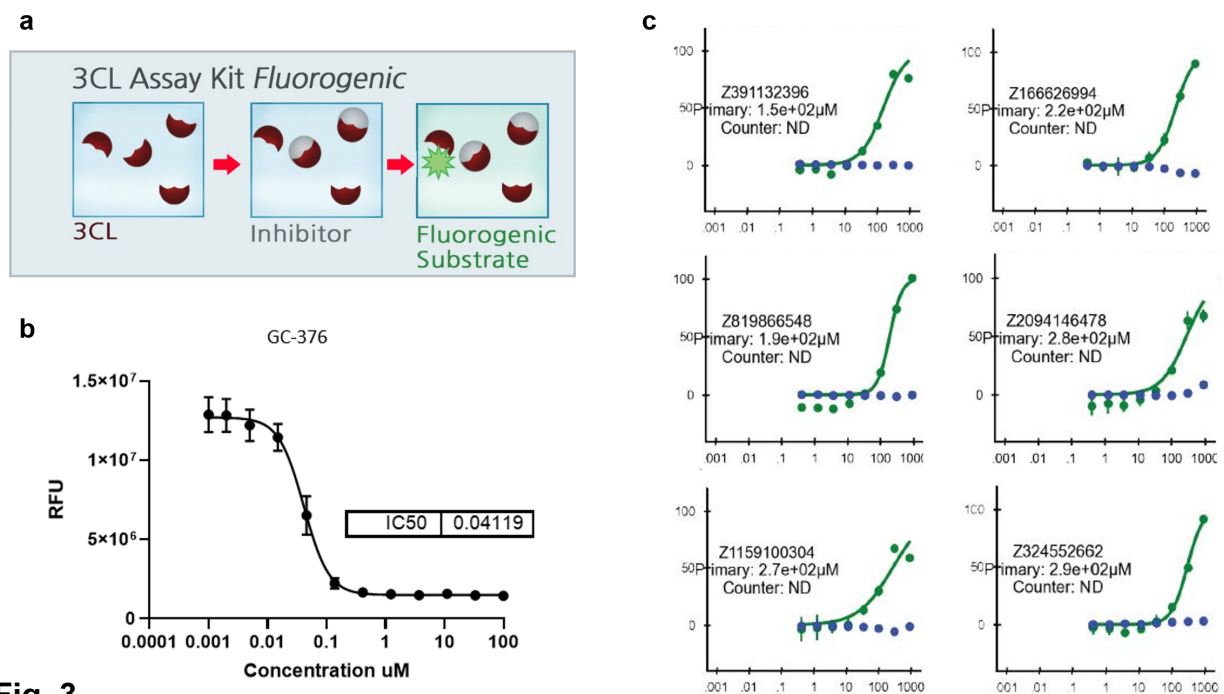 a
3CL Assay Kit Fluorogenic
3CL
Inhibitor
Fluorogenic
Substrate
b
GC-376
1.5×10⁷
1×10⁷
5×10⁶
0
RFU
IC50 0.04119
0.0001 0.001 0.01 0.1 1 10 100
Concentration uM
c
100
50
0
Z391132396
Primary: 1.5e+02µM
Counter: ND
.001 .01 .1 1 10 100 1000
100
50
0
Z166626994
Primary: 2.2e+02µM
Counter: ND
.001 .01 .1 1 10 100 1000
100
50
0
Z819866548
Primary: 1.9e+02µM
Counter: ND
.001 .01 .1 1 10 100 1000
100
50
0
Z2094146478
Primary: 2.8e+02µM
Counter: ND
.001 .01 .1 1 10 100 1000
100
50
0
Z1159100304
Primary: 2.7e+02µM
Counter: ND
.001 .01 .1 1 10 100 1000
100
50
0
Z324552662
Primary: 2.9e+02µM
Counter: ND
.001 .01 .1 1 10 100 1000